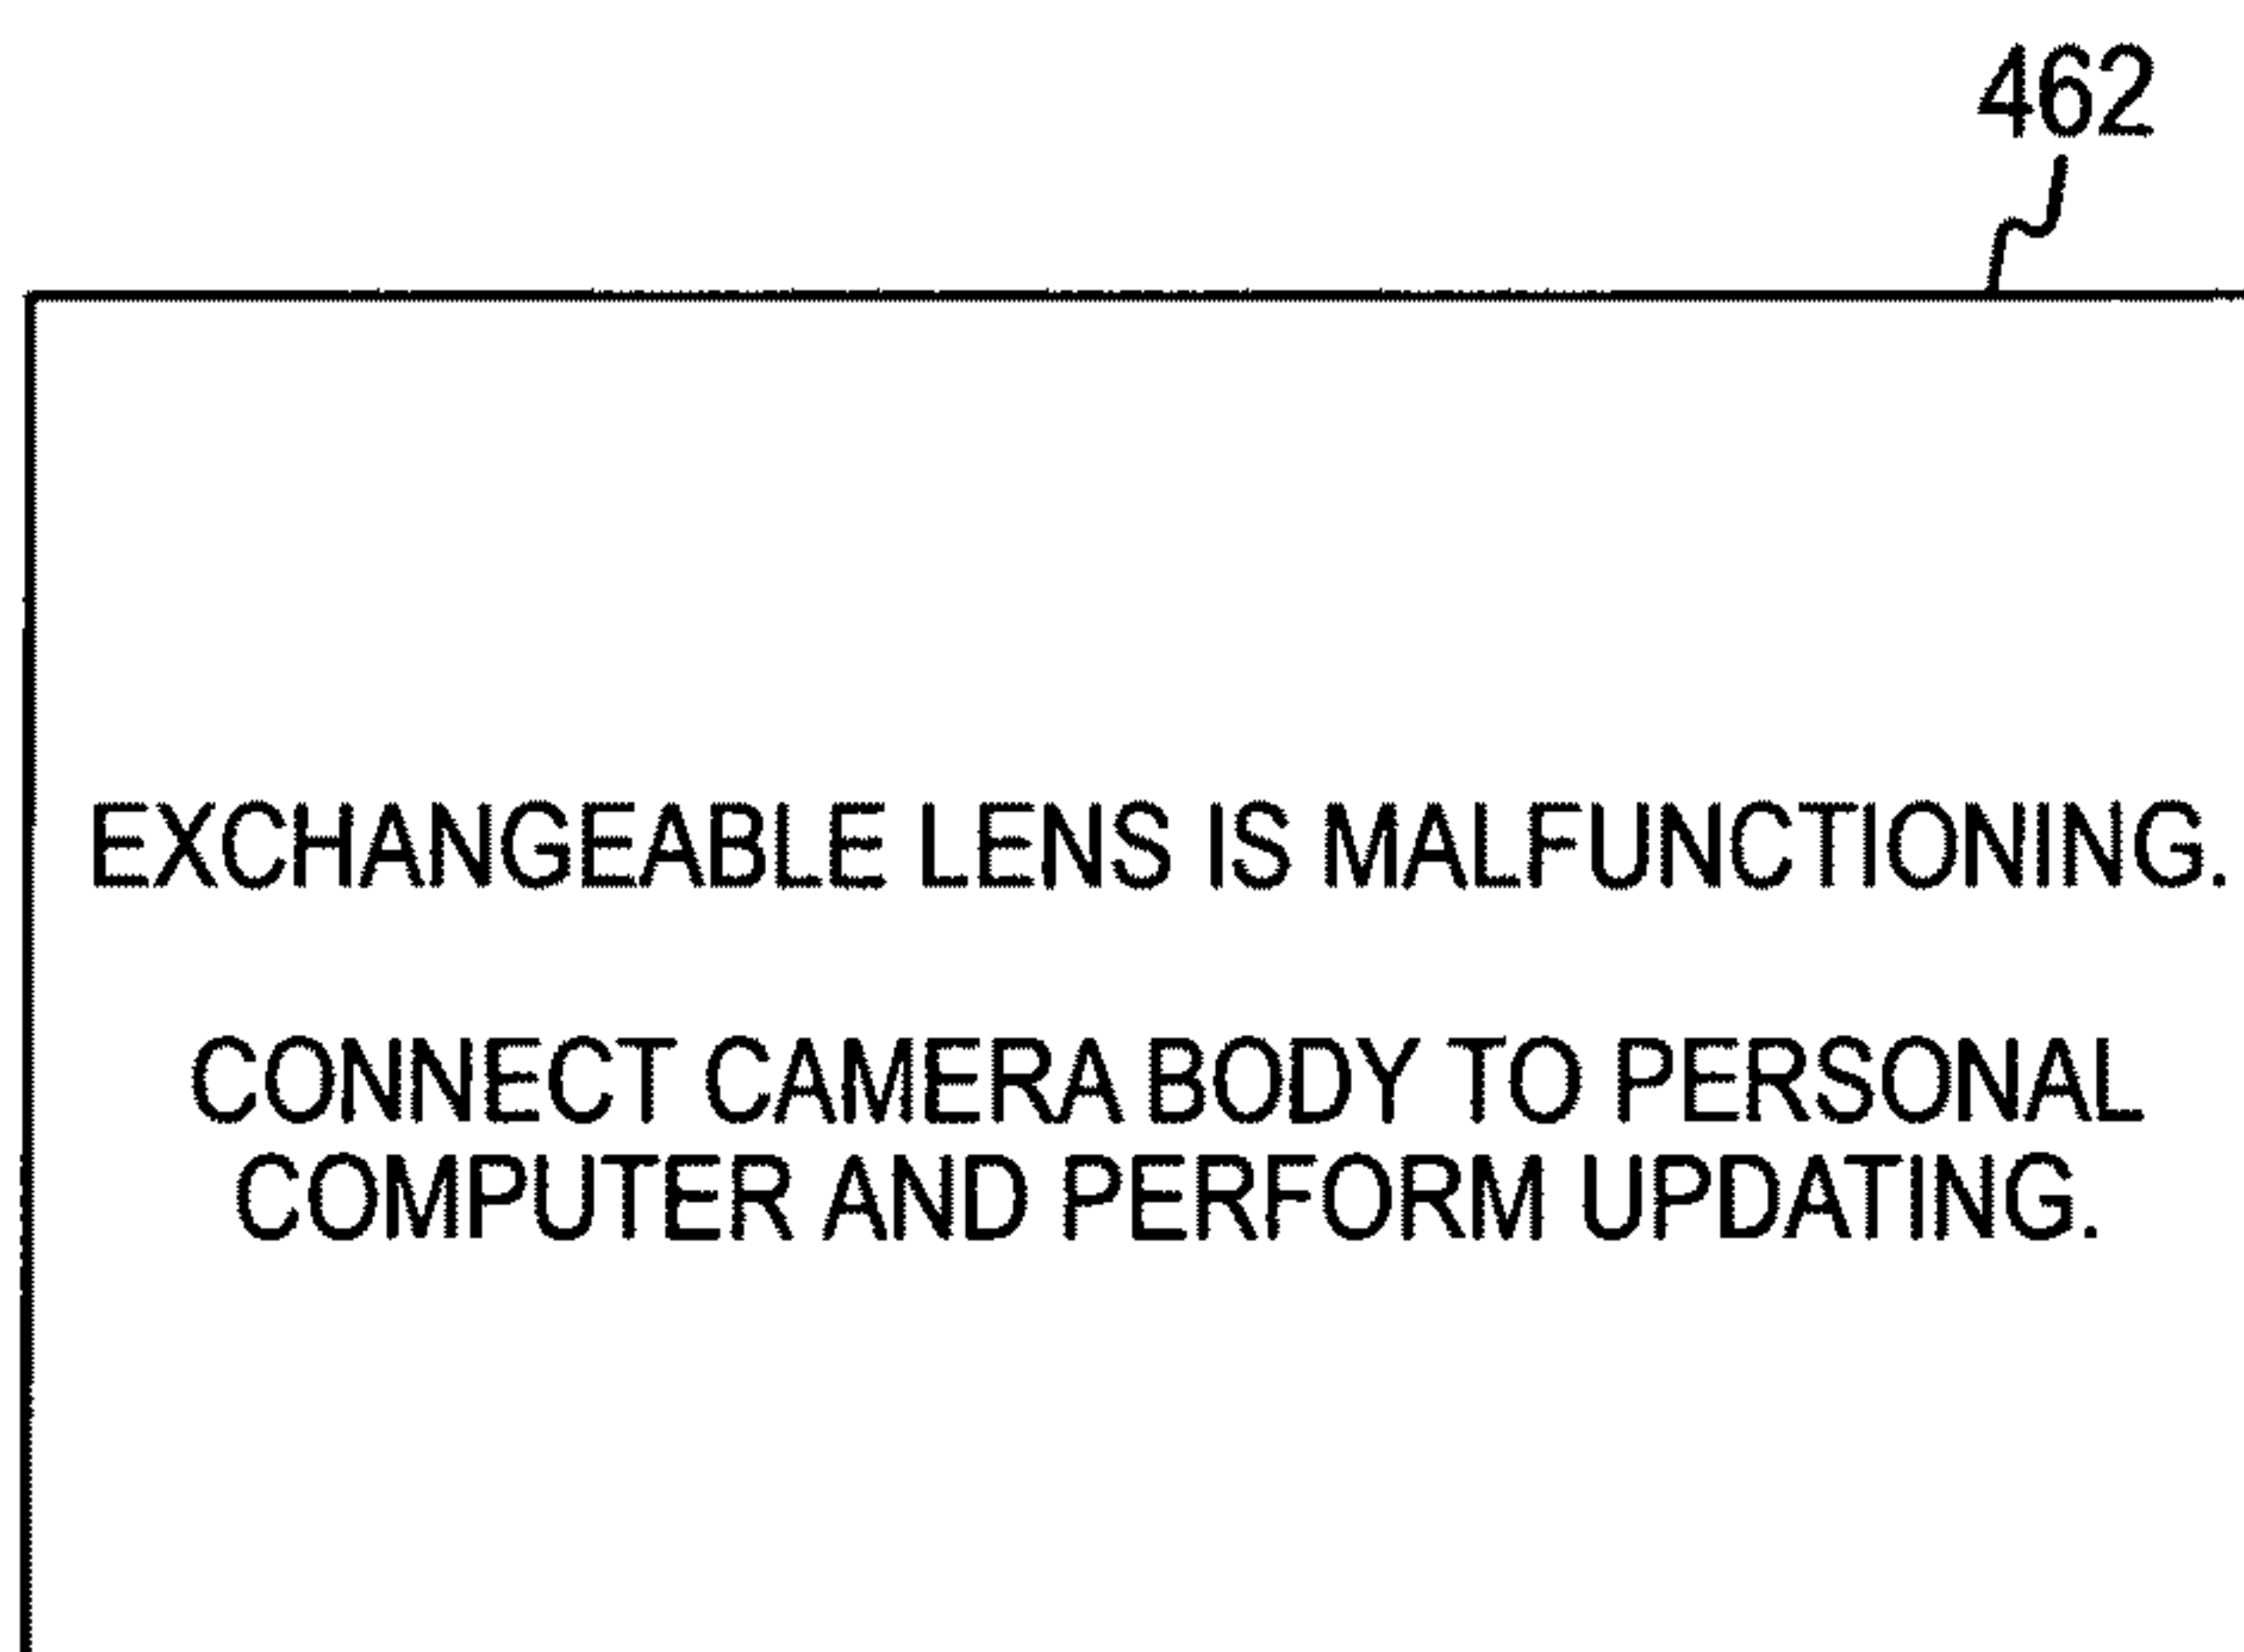 462
EXCHANGEABLE LENS IS MALFUNCTIONING.
CONNECT CAMERA BODY TO PERSONAL
COMPUTER AND PERFORM UPDATING.